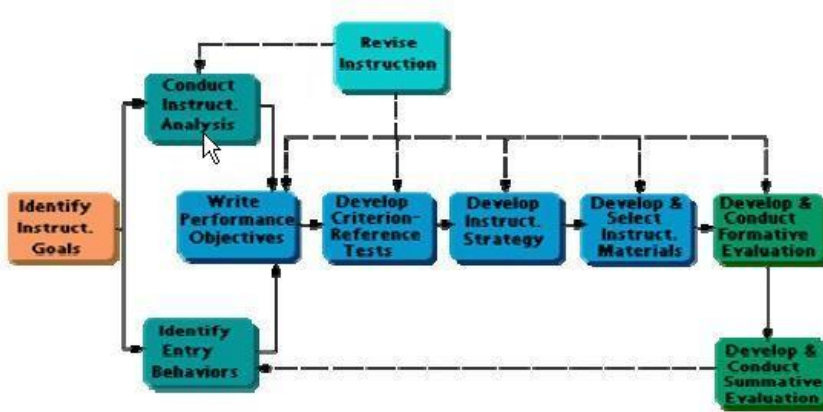 Revise
Instruction
Conduct
Instruct.
Analysis
Identify
Instruct.
Goals
Write
Performance
Objectives
Develop
Criterion-
Reference
Tests
Develop
Instruct.
Strategy
Develop &
Select
Instruct.
Materials
Develop &
Conduct
Formative
Evaluation
Identify
Entry
Behaviors
Develop &
Conduct
Summative
Evaluation